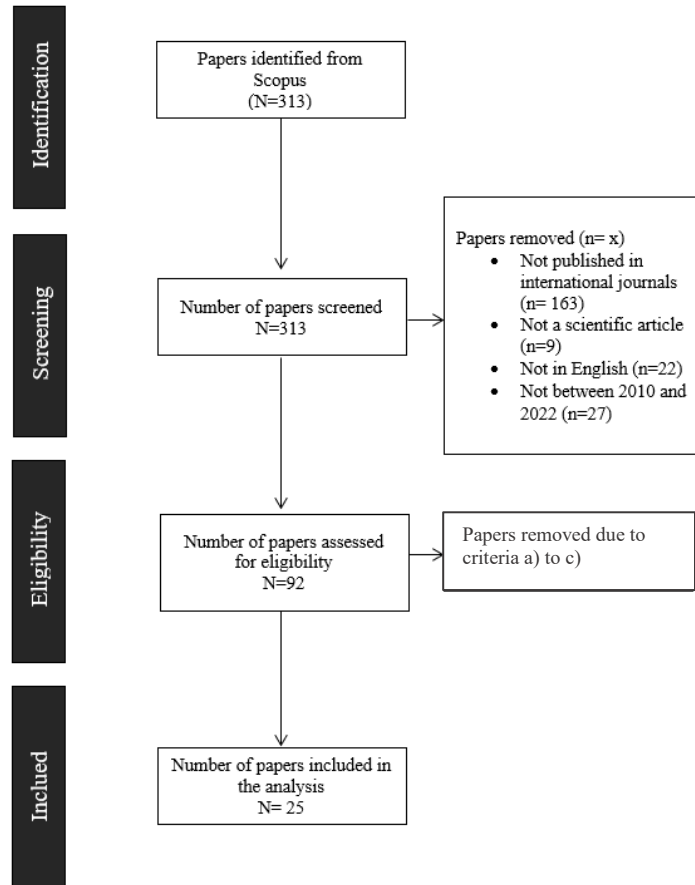 Identification
Papers identified from
Scopus
(N=313)
Screening
Number of papers screened
N=313
Papers removed (n= x)
• Not published in
international journals
(n= 163)
• Not a scientific article
(n=9)
• Not in English (n=22)
• Not between 2010 and
2022 (n=27)
Eligibility
Number of papers assessed
for eligibility
N=92
Papers removed due to
criteria a) to c)
Inclued
Number of papers included in
the analysis
N= 25